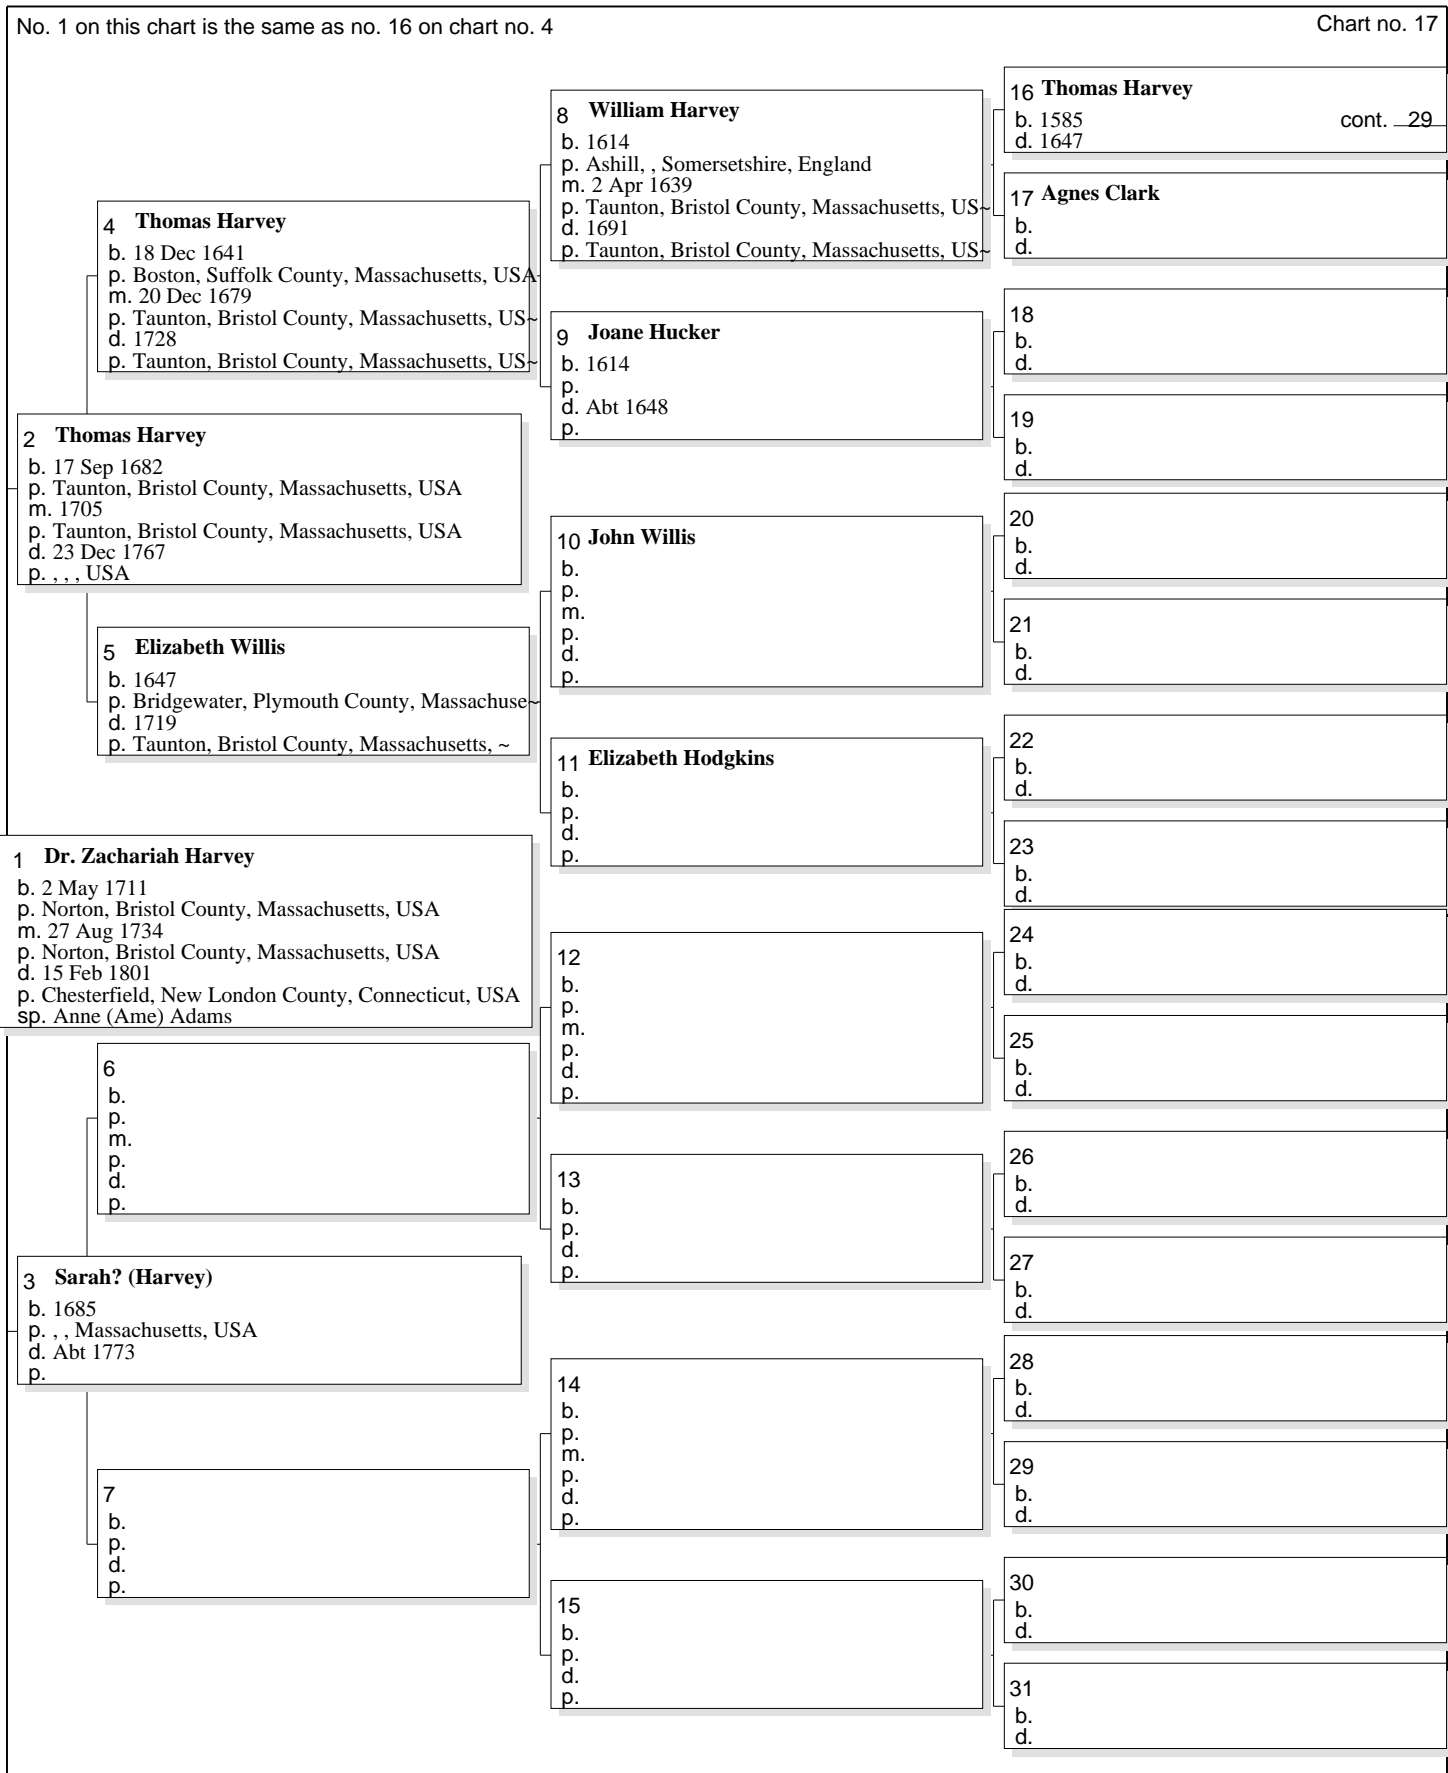 No. 1 on this chart is the same as no. 16 on chart no. 4
Chart no. 17
16 Thomas Harvey
b. 1585
cont. 29
d. 1647
8 William Harvey
b. 1614
p. Ashill, , Somersetshire, England
m. 2 Apr 1639
p. Taunton, Bristol County, Massachusetts, US~
d. 1691
p. Taunton, Bristol County, Massachusetts, US~
17 Agnes Clark
b.
d.
4 Thomas Harvey
b. 18 Dec 1641
p. Boston, Suffolk County, Massachusetts, USA
m. 20 Dec 1679
p. Taunton, Bristol County, Massachusetts, US~
d. 1728
p. Taunton, Bristol County, Massachusetts, US~
18
b.
d.
9 Joane Hucker
b. 1614
p.
d. Abt 1648
p.
19
b.
d.
2 Thomas Harvey
b. 17 Sep 1682
p. Taunton, Bristol County, Massachusetts, USA
m. 1705
p. Taunton, Bristol County, Massachusetts, USA
d. 23 Dec 1767
p. , , , USA
20
b.
d.
10 John Willis
b.
p.
m.
p.
d.
p.
21
b.
d.
5 Elizabeth Willis
b. 1647
p. Bridgewater, Plymouth County, Massachuse~
d. 1719
p. Taunton, Bristol County, Massachusetts, ~
22
b.
d.
11 Elizabeth Hodgkins
b.
p.
d.
p.
23
b.
d.
1 Dr. Zachariah Harvey
b. 2 May 1711
p. Norton, Bristol County, Massachusetts, USA
m. 27 Aug 1734
p. Norton, Bristol County, Massachusetts, USA
d. 15 Feb 1801
p. Chesterfield, New London County, Connecticut, USA
sp. Anne (Ame) Adams
24
b.
d.
12
b.
p.
m.
p.
d.
p.
25
b.
d.
6
b.
p.
m.
p.
d.
p.
26
b.
d.
13
b.
p.
d.
p.
27
b.
d.
3 Sarah? (Harvey)
b. 1685
p. , , Massachusetts, USA
d. Abt 1773
p.
28
b.
d.
14
b.
p.
m.
p.
d.
p.
29
b.
d.
7
b.
p.
d.
p.
30
b.
d.
15
b.
p.
d.
p.
31
b.
d.